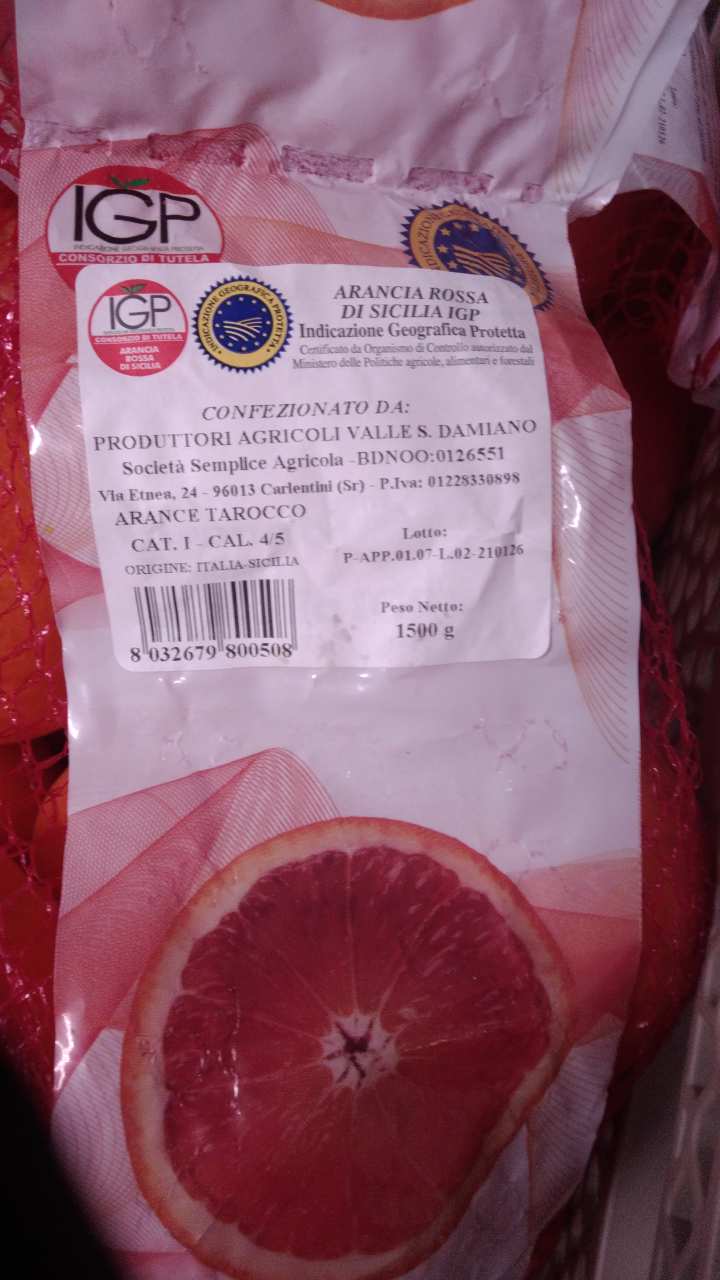 IGP
INDICAZIONE GEOGRAFICA PROTETTA
CONSORZIO DI TUTELA
INDICAZIONE
IGP
CONSORZIO DI TUTELA
ARANCIA
ROSSA
DI SICILIA
INDICAZIONE GEOGRAFICA PROTETTA
ARANCIA ROSSA
DI SICILIA IGP
Indicazione Geografica Protetta
Certificato da Organismo di Controllo autorizzato dal
Ministero delle Politiche agricole, alimentari e forestali
CONFEZIONATO DA:
PRODUTTORI AGRICOLI VALLE S. DAMIANO
Società Semplice Agricola -BDNOO:0126551
Via Etnea, 24 - 96013 Carlentini (Sr) - P.Iva: 01228330898
ARANCE TAROCCO
CAT. I - CAL. 4/5
ORIGINE: ITALIA-SICILIA
Lotto:
P-APP.01.07-L.02-210126
Peso Netto:
1500 g
8 032679 800508